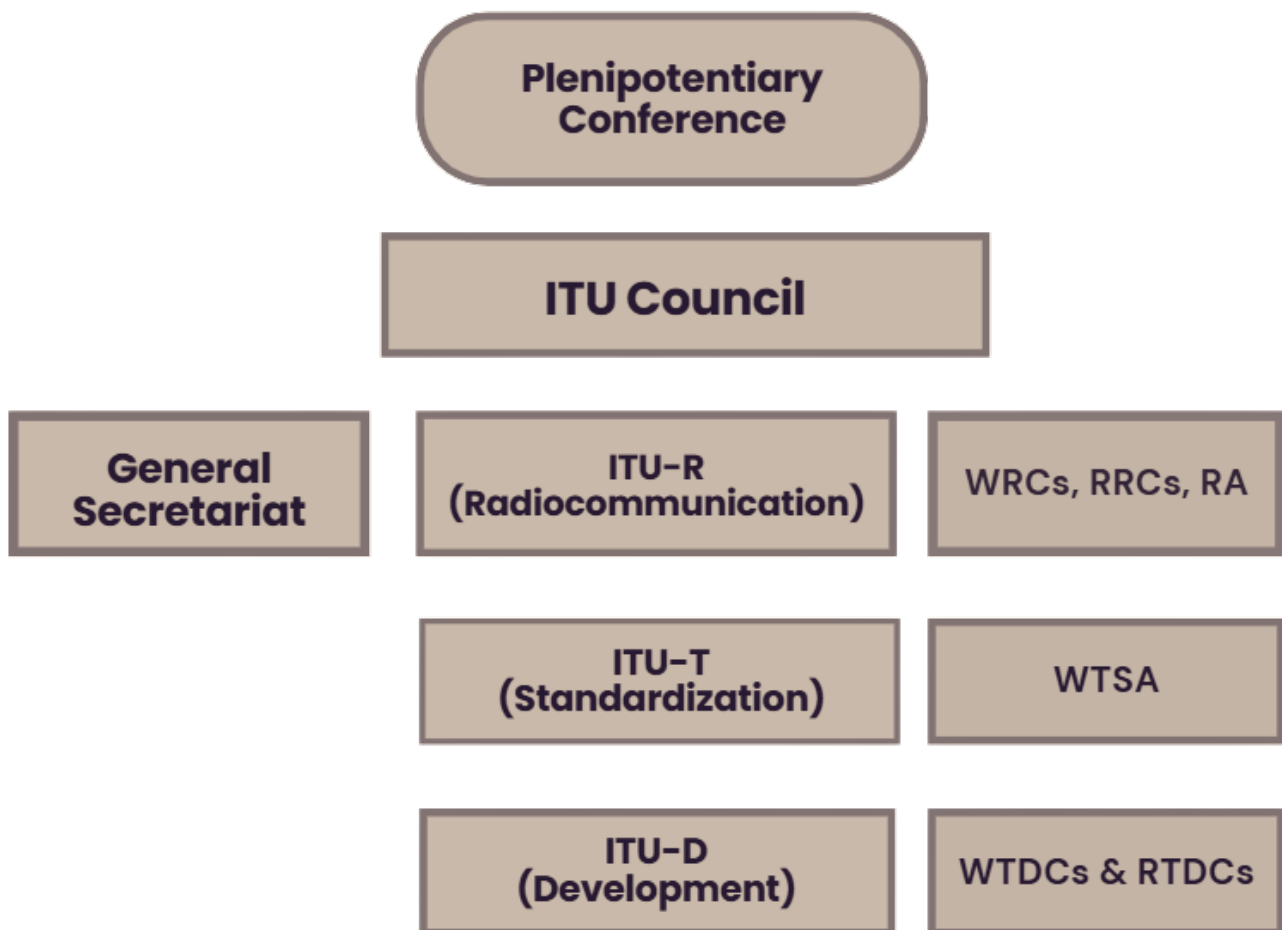 Plenipotentiary
Conference
ITU Council
General
Secretariat
ITU-R
(Radiocommunication)
WRCs, RRCs, RA
ITU-T
(Standardization)
WTSA
ITU-D
(Development)
WTDCs & RTDCs